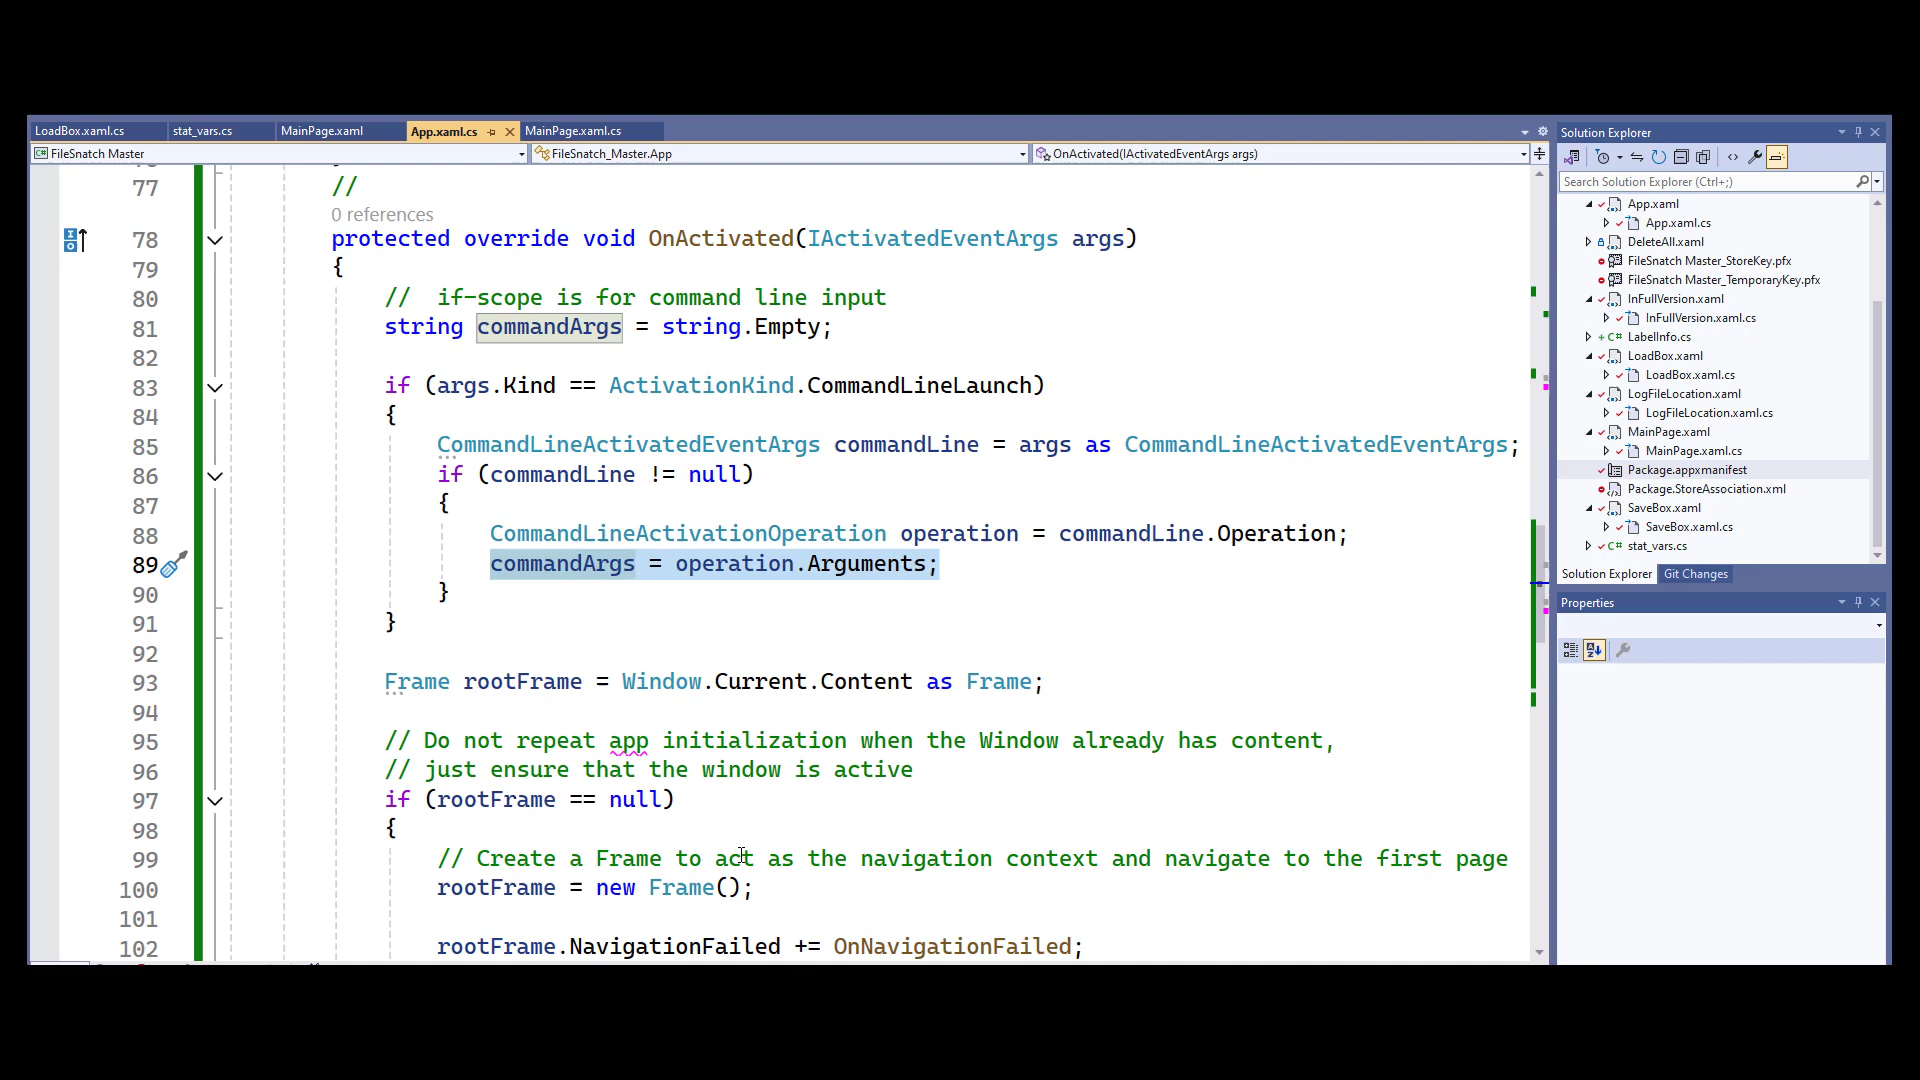 LoadBox.xaml.cs
stat_vars.cs
MainPage.xaml
App.xaml.cs
MainPage.xaml.cs
FileSnatch Master
FileSnatch_Master.App
OnActivated(IActivatedEventArgs args)
77 //
0 references
78 protected override void OnActivated(IActivatedEventArgs args)
79 {
80 // if-scope is for command line input
81 string commandArgs = string.Empty;
82
83 if (args.Kind == ActivationKind.CommandLineLaunch)
84 {
85 CommandLineActivatedEventArgs commandLine = args as CommandLineActivatedEventArgs;
86 if (commandLine != null)
87 {
88 CommandLineActivationOperation operation = commandLine.Operation;
89 commandArgs = operation.Arguments;
90 }
91 }
92
93 Frame rootFrame = Window.Current.Content as Frame;
94
95 // Do not repeat app initialization when the Window already has content,
96 // just ensure that the window is active
97 if (rootFrame == null)
98 {
99 // Create a Frame to act as the navigation context and navigate to the first page
100 rootFrame = new Frame();
101
102 rootFrame.NavigationFailed += OnNavigationFailed;
Solution Explorer
Search Solution Explorer (Ctrl+;)
App.xaml
App.xaml.cs
DeleteAll.xaml
FileSnatch Master_StoreKey.pfx
FileSnatch Master_TemporaryKey.pfx
InFullVersion.xaml
InFullVersion.xaml.cs
C# LabelInfo.cs
LoadBox.xaml
LoadBox.xaml.cs
LogFileLocation.xaml
LogFileLocation.xaml.cs
MainPage.xaml
MainPage.xaml.cs
Package.appxmanifest
Package.StoreAssociation.xml
SaveBox.xaml
SaveBox.xaml.cs
C# stat_vars.cs
Solution Explorer
Git Changes
Properties